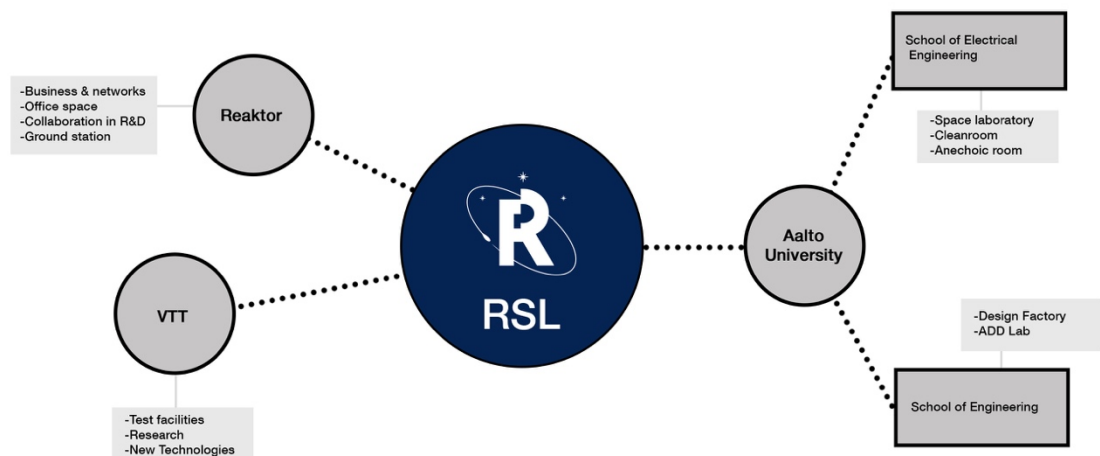 -Business & networks
-Office space
-Collaboration in R&D
-Ground station
Reaktor
VTT
-Test facilities
-Research
-New Technologies
R
RSL
Aalto
University
School of Electrical
Engineering
-Space laboratory
-Cleanroom
-Anechoic room
-Design Factory
-ADD Lab
School of Engineering